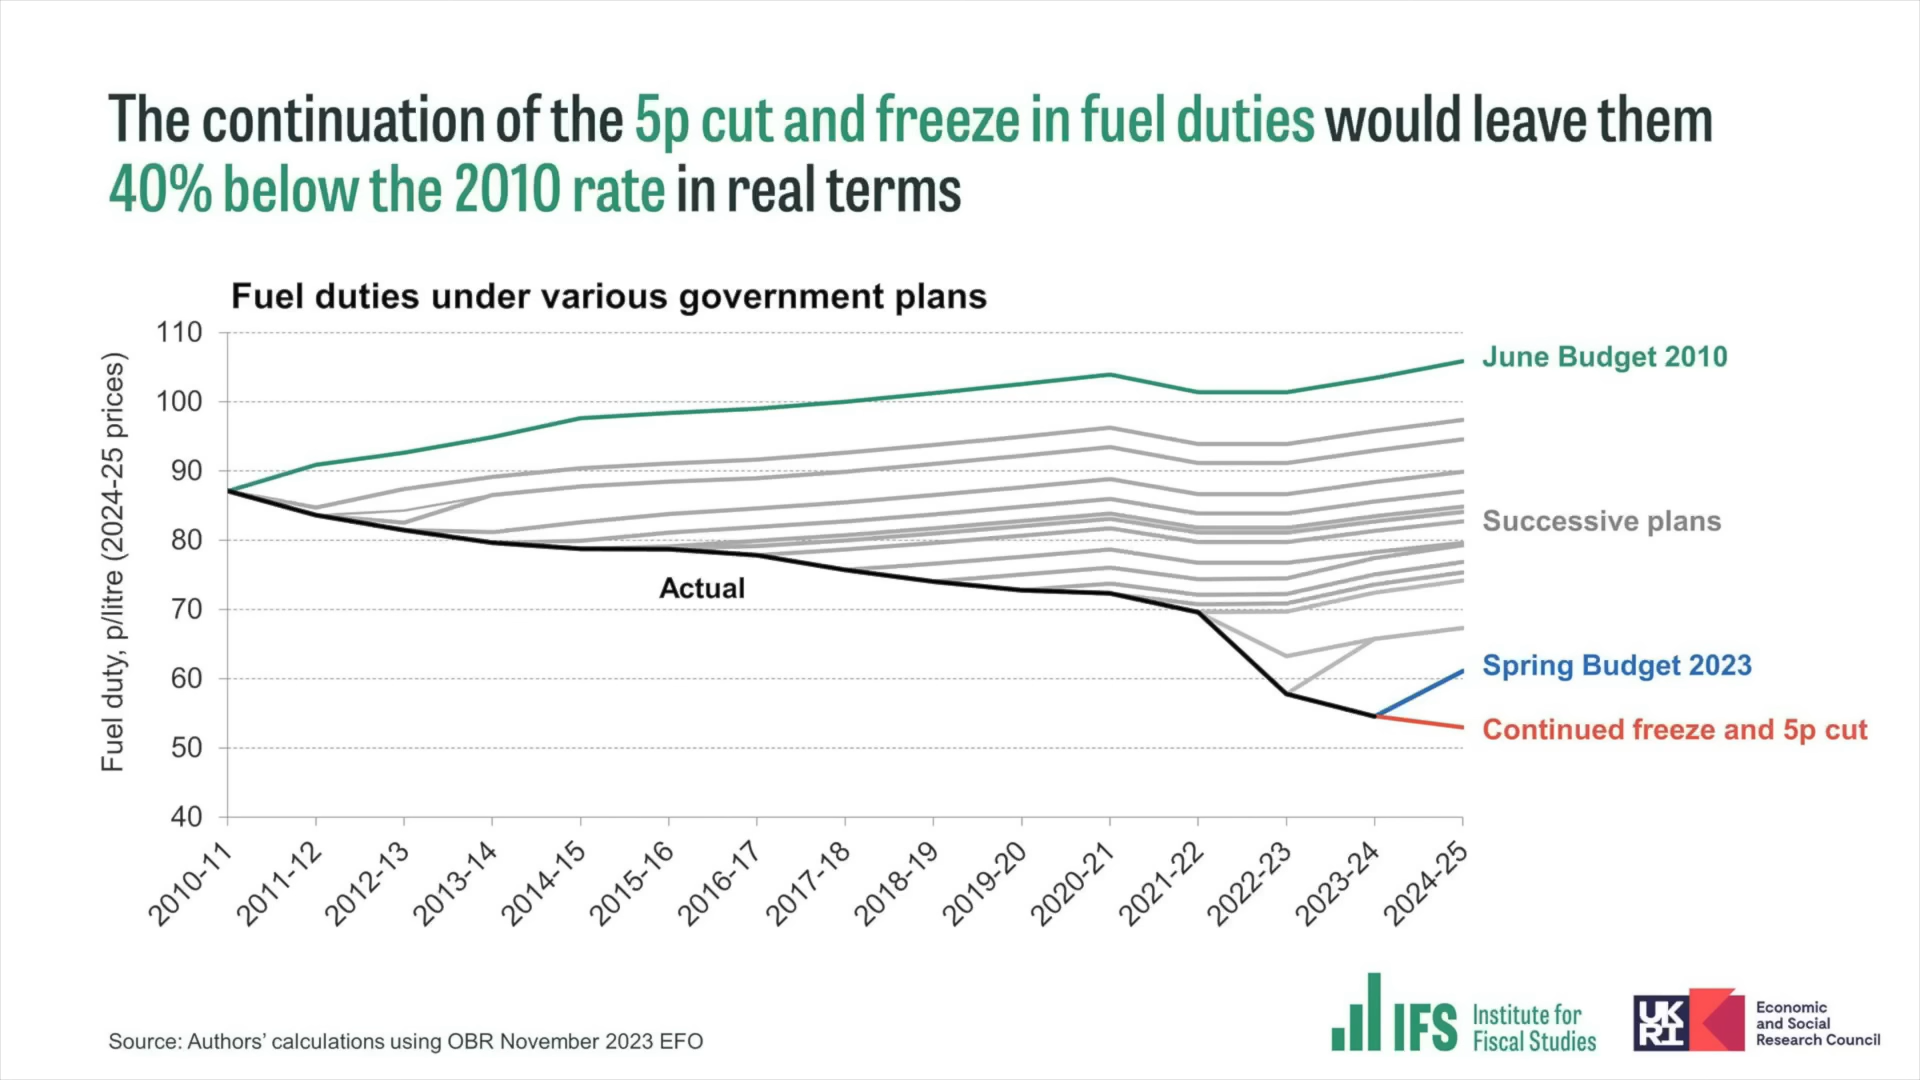 The continuation of the 5p cut and freeze in fuel duties would leave them
40% below the 2010 rate in real terms
Fuel duties under various government plans
Fuel duty, p/litre (2024-25 prices)
110
100
90
80
70
60
50
40
June Budget 2010
Successive plans
Actual
Spring Budget 2023
Continued freeze and 5p cut
2010-11
2011-12
2012-13
2013-14
2014-15
2015-16
2016-17
2017-18
2018-19
2019-20
2020-21
2021-22
2022-23
2023-24
2024-25
Source: Authors’ calculations using OBR November 2023 EFO
IFS
Institute for
Fiscal Studies
UK
RI
Economic
and Social
Research Council